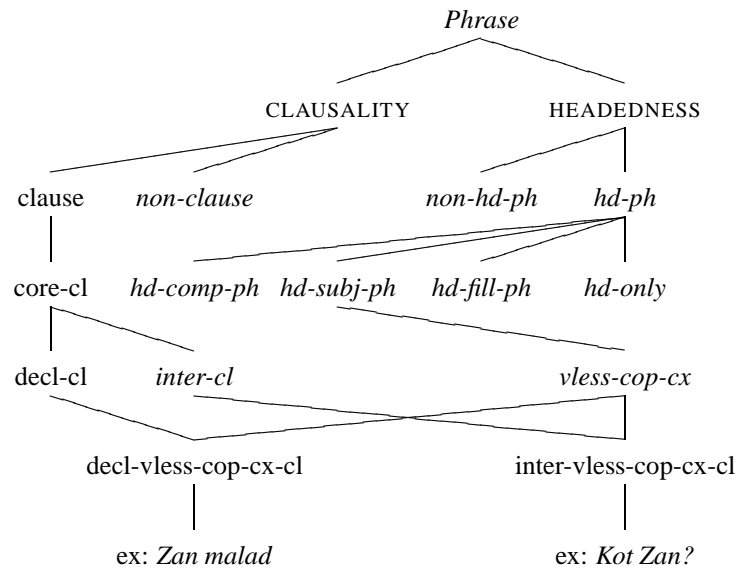 Phrase
CLAUSALITY HEADEDNESS
clause non-clause non-hd-ph hd-ph
core-cl hd-comp-ph hd-subj-ph hd-fill-ph hd-only
decl-cl inter-cl vless-cop-cx
decl-vless-cop-cx-cl inter-vless-cop-cx-cl
ex: Zan malad ex: Kot Zan?